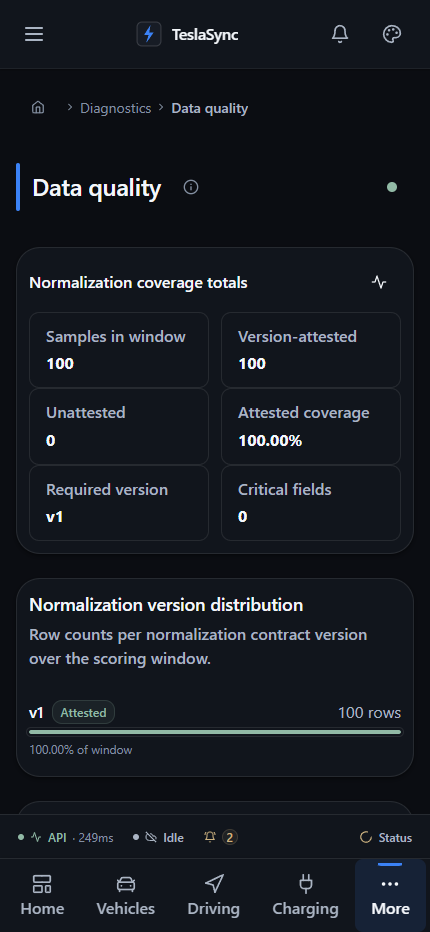 TeslaSync
Diagnostics
Data quality
Data quality
Normalization coverage totals
Samples in window
100
Version-attested
100
Unattested
0
Attested coverage
100.00%
Required version
v1
Critical fields
0
Normalization version distribution
Row counts per normalization contract version
over the scoring window.
v1 Attested 100 rows
100.00% of window
API · 249ms Idle 2 Status
Home Vehicles Driving Charging More